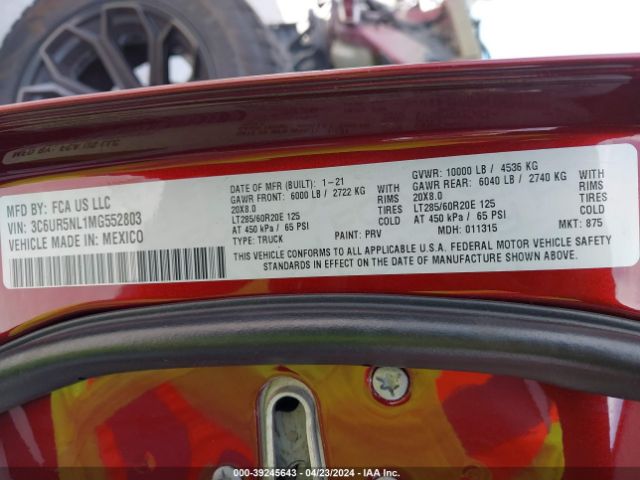 MFD BY: FCA US LLC
VIN: 3C6UR5NL1MG552803
VEHICLE MADE IN: MEXICO
DATE OF MFR (BUILT): 1-21
GAWR FRONT: 6000 LB / 2722 KG WITH
20X8.0 RIMS
LT285/60R20E 125 TIRES
AT 450 kPa / 65 PSI COLD
TYPE: TRUCK PAINT: PRV
GVWR: 10000 LB / 4536 KG
GAWR REAR: 6040 LB / 2740 KG WITH
20X8.0 RIMS
LT285/60R20E 125 TIRES
AT 450 kPa / 65 PSI COLD
MDH: 011315 MKT: 875
THIS VEHICLE CONFORMS TO ALL APPLICABLE U.S.A. FEDERAL MOTOR VEHICLE SAFETY
STANDARDS IN EFFECT ON THE DATE OF MANUFACTURE SHOWN ABOVE.
000-39245643 - 04/23/2024 - IAA Inc.